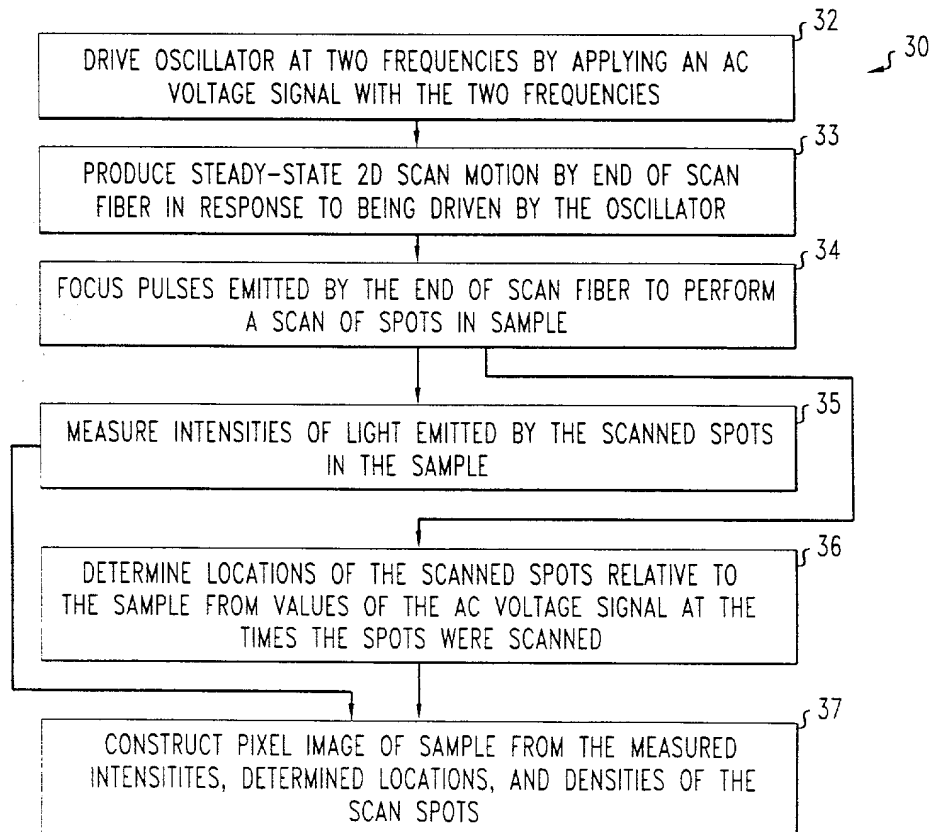 32
30
DRIVE OSCILLATOR AT TWO FREQUENCIES BY APPLYING AN AC
VOLTAGE SIGNAL WITH THE TWO FREQUENCIES
33
PRODUCE STEADY-STATE 2D SCAN MOTION BY END OF SCAN
FIBER IN RESPONSE TO BEING DRIVEN BY THE OSCILLATOR
34
FOCUS PULSES EMITTED BY THE END OF SCAN FIBER TO PERFORM
A SCAN OF SPOTS IN SAMPLE
35
MEASURE INTENSITIES OF LIGHT EMITTED BY THE SCANNED SPOTS
IN THE SAMPLE
36
DETERMINE LOCATIONS OF THE SCANNED SPOTS RELATIVE TO
THE SAMPLE FROM VALUES OF THE AC VOLTAGE SIGNAL AT THE
TIMES THE SPOTS WERE SCANNED
37
CONSTRUCT PIXEL IMAGE OF SAMPLE FROM THE MEASURED
INTENSITITES, DETERMINED LOCATIONS, AND DENSITIES OF THE
SCAN SPOTS